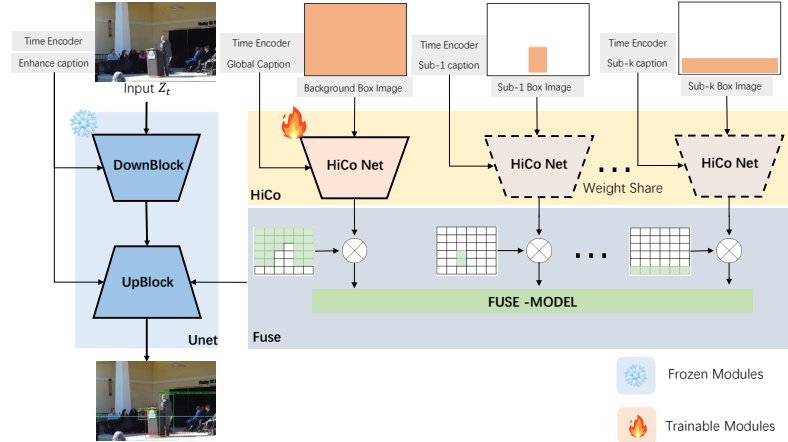 Time Encoder
Enhance caption
Input Z_t
Time Encoder
Global Caption
Background Box Image
Time Encoder
Sub-1 caption
Sub-1 Box Image
Time Encoder
Sub-k caption
Sub-k Box Image
DownBlock
UpBlock
Unet
HiCo Net
HiCo Net
...
HiCo Net
Weight Share
HiCo
...
FUSE -MODEL
Fuse
Frozen Modules
Trainable Modules